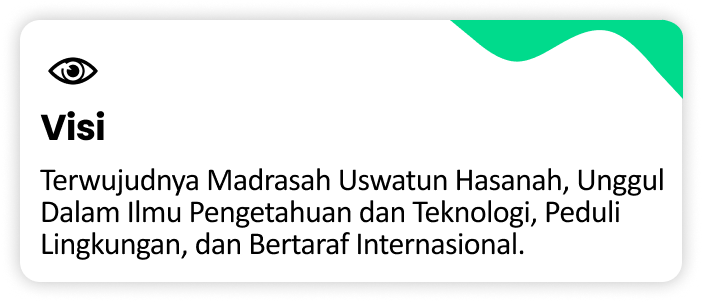 Visi
Terwujudnya Madrasah Uswatun Hasanah, Unggul
Dalam Ilmu Pengetahuan dan Teknologi, Peduli
Lingkungan, dan Bertaraf Internasional.